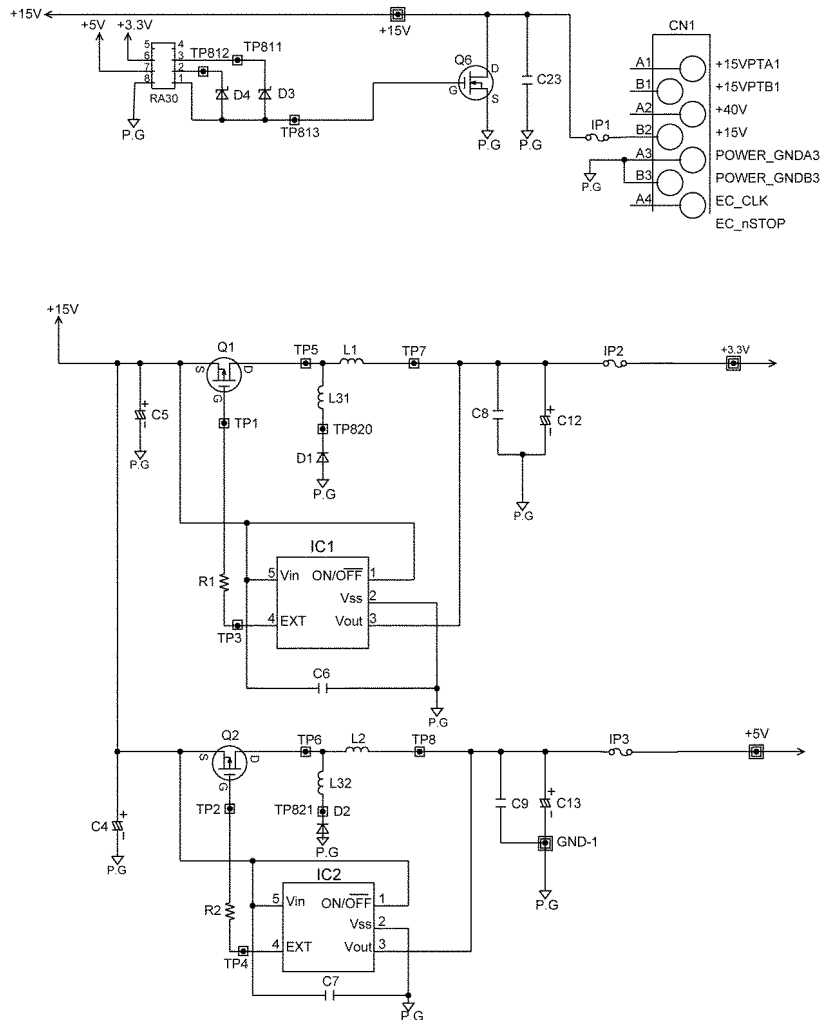 +15V
+15V
+5V
+3.3V
5 4
6 3
7 2
8 1
RA30
TP812
TP811
D4
D3
TP813
P.G
Q6
D
G
S
P.G
C23
P.G
IP1
P.G
CN1
A1
+15VPTA1
B1
+15VPTB1
A2
+40V
B2
+15V
A3
POWER_GNDA3
B3
POWER_GNDB3
A4
EC_CLK
EC_nSTOP
+15V
Q1
S
D
G
TP5
L1
TP7
IP2
+3.3V
C5
+
P.G
TP1
L31
TP820
D1
P.G
C8
+
C12
P.G
IC1
R1
5 Vin
ON/OFF 1
Vss 2
4 EXT
Vout 3
TP3
C6
P.G
Q2
S
D
G
TP6
L2
TP8
IP3
+5V
C4
+
P.G
TP2
L32
TP821
D2
P.G
C9
+
C13
GND-1
P.G
IC2
R2
5 Vin
ON/OFF 1
Vss 2
4 EXT
Vout 3
TP4
C7
P.G